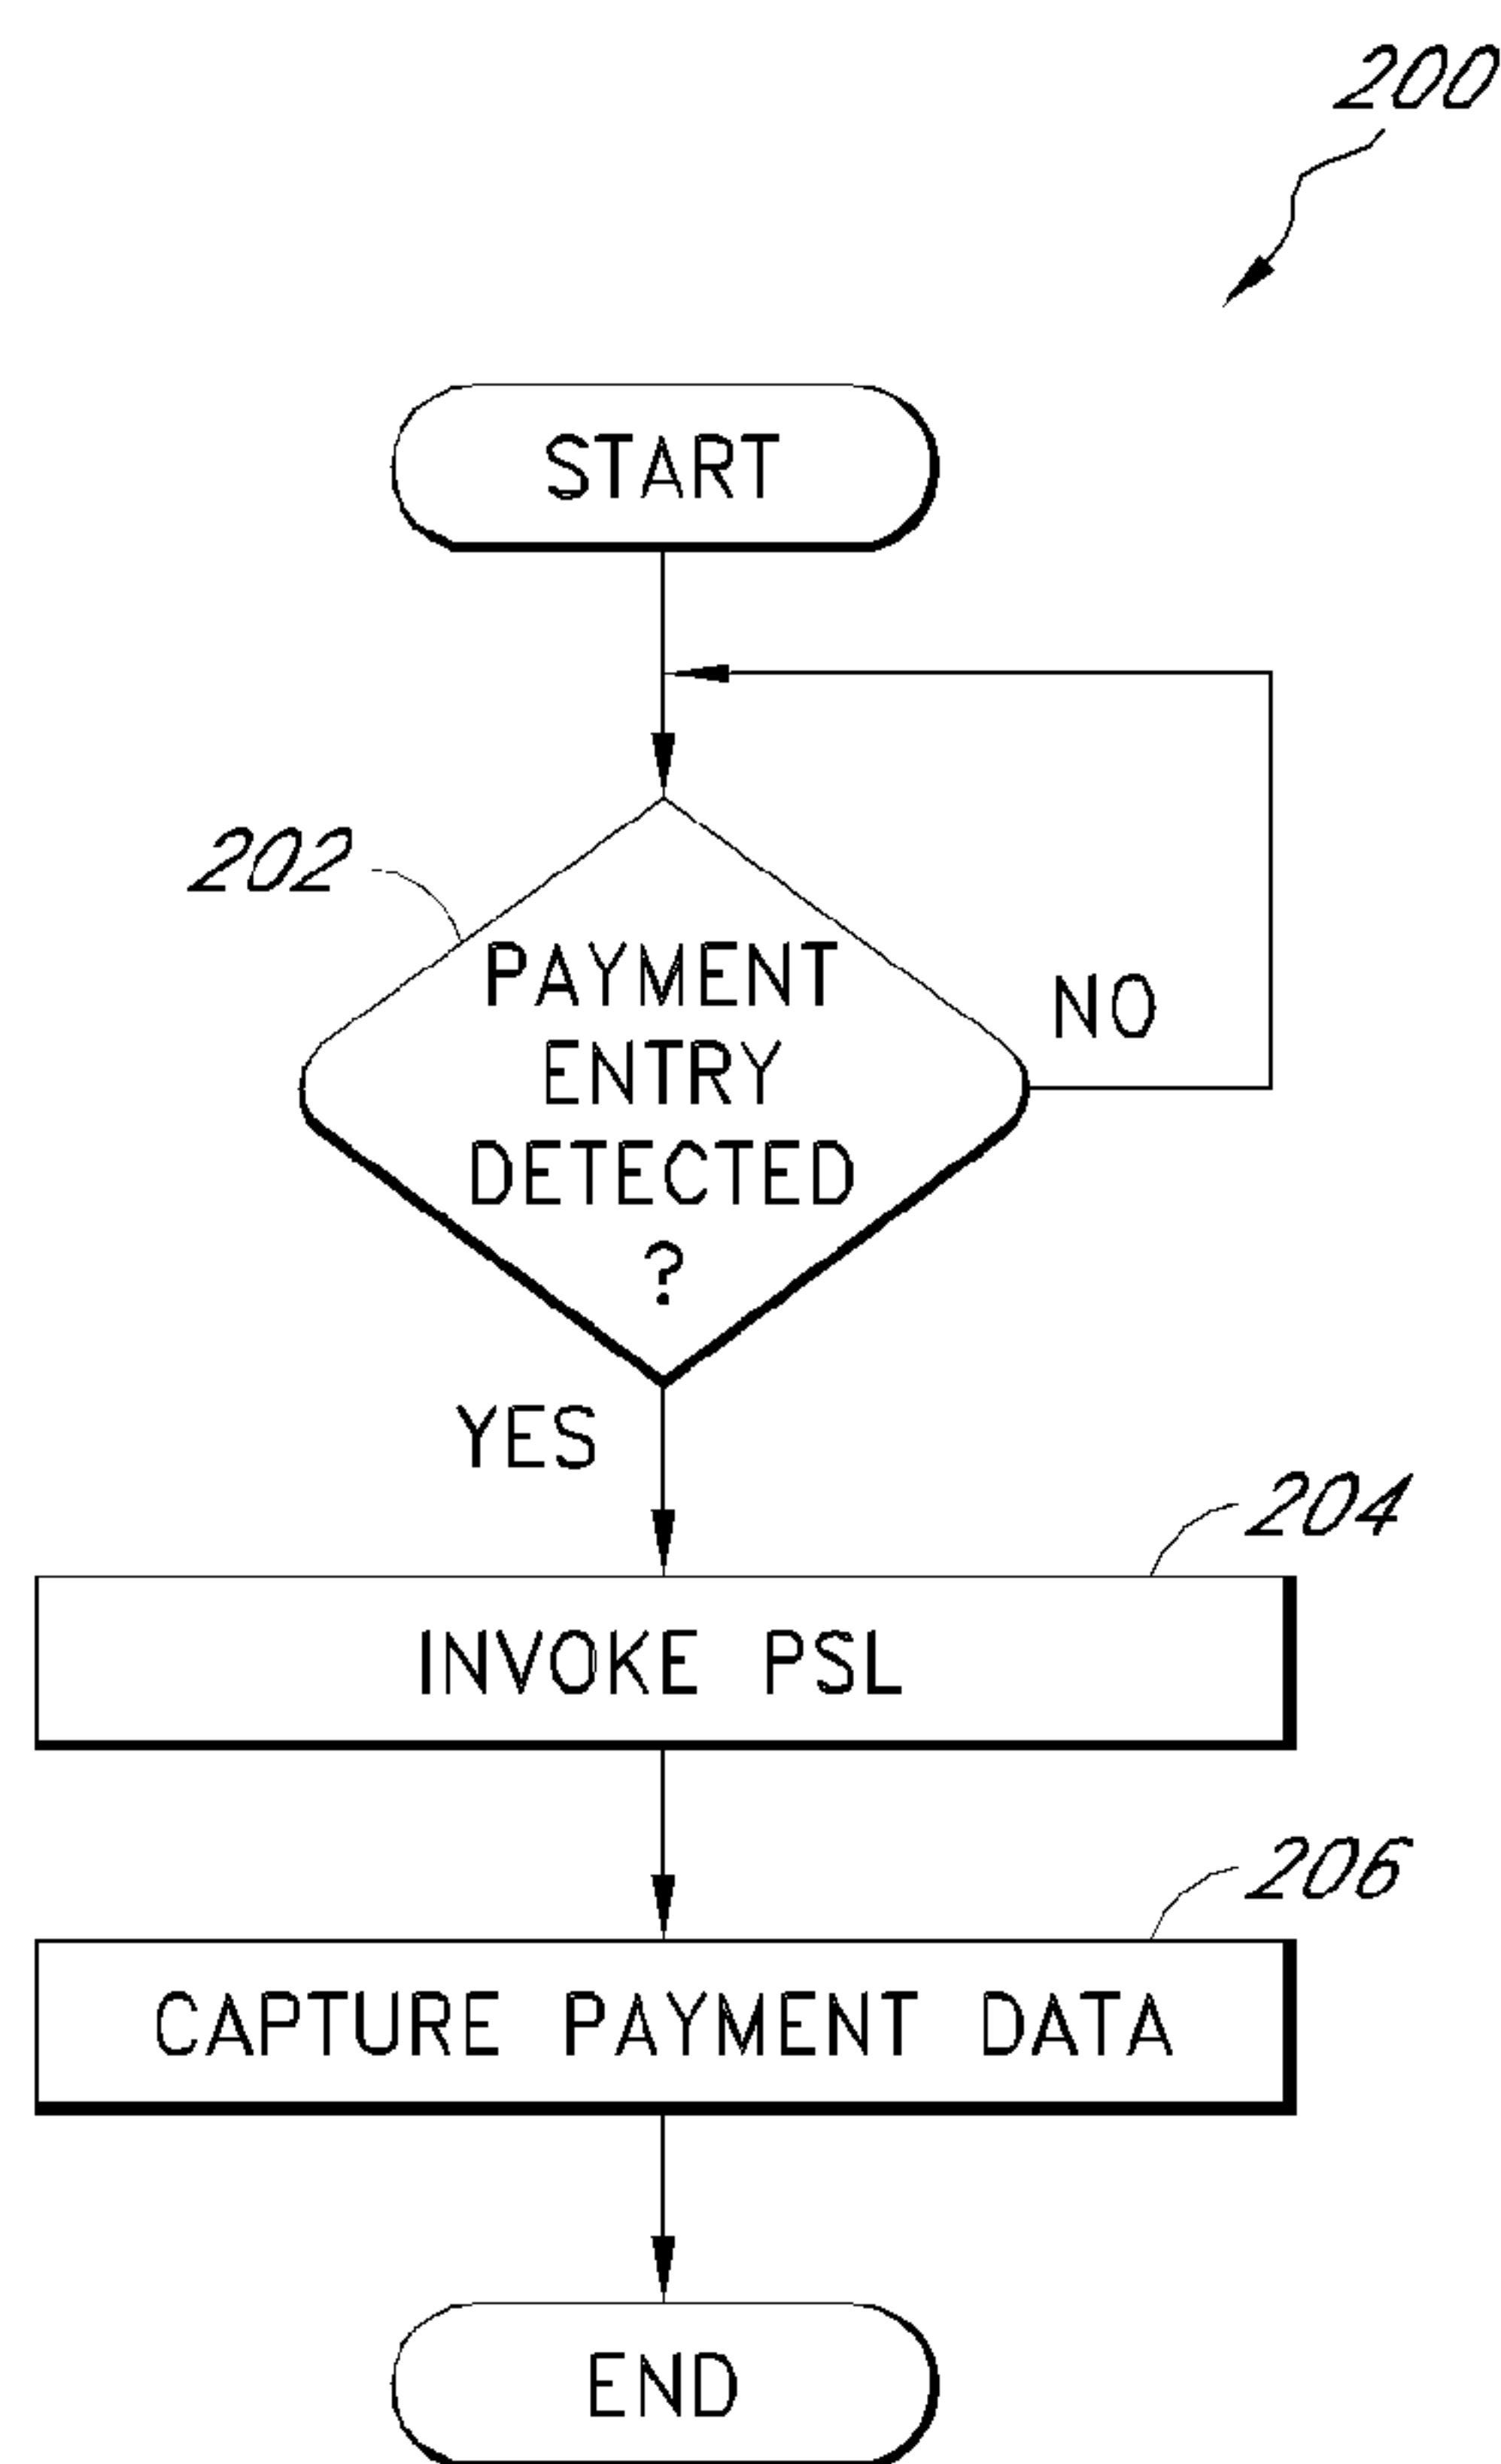 200
START
202
PAYMENT
ENTRY
DETECTED
?
NO
YES
204
INVOKE PSL
206
CAPTURE PAYMENT DATA
END